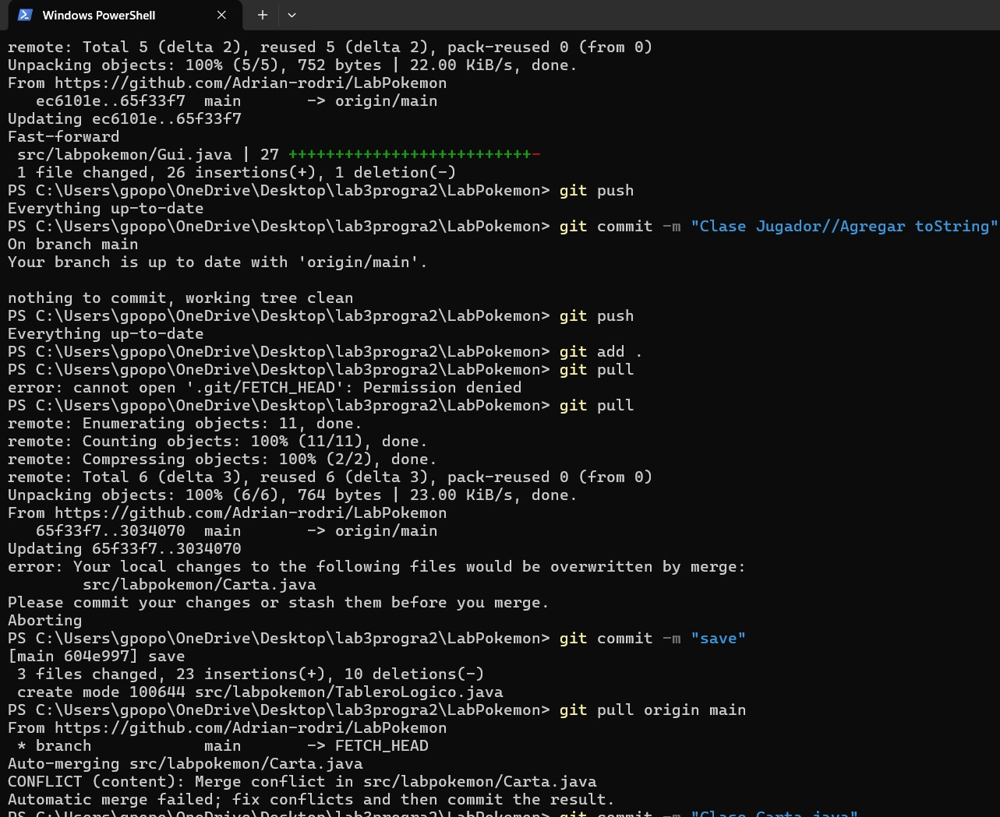 Windows PowerShell
remote: Total 5 (delta 2), reused 5 (delta 2), pack-reused 0 (from 0)
Unpacking objects: 100% (5/5), 752 bytes | 22.00 KiB/s, done.
From https://github.com/Adrian-rodri/LabPokemon
   ec6101e..65f33f7  main       -> origin/main
Updating ec6101e..65f33f7
Fast-forward
 src/labpokemon/Gui.java | 27 ++++++++++++++++++++++++++-
 1 file changed, 26 insertions(+), 1 deletion(-)
PS C:\Users\gpopo\OneDrive\Desktop\lab3progra2\LabPokemon> git push
Everything up-to-date
PS C:\Users\gpopo\OneDrive\Desktop\lab3progra2\LabPokemon> git commit -m "Clase Jugador//Agregar toString"
On branch main
Your branch is up to date with 'origin/main'.

nothing to commit, working tree clean
PS C:\Users\gpopo\OneDrive\Desktop\lab3progra2\LabPokemon> git push
Everything up-to-date
PS C:\Users\gpopo\OneDrive\Desktop\lab3progra2\LabPokemon> git add .
PS C:\Users\gpopo\OneDrive\Desktop\lab3progra2\LabPokemon> git pull
error: cannot open '.git/FETCH_HEAD': Permission denied
PS C:\Users\gpopo\OneDrive\Desktop\lab3progra2\LabPokemon> git pull
remote: Enumerating objects: 11, done.
remote: Counting objects: 100% (11/11), done.
remote: Compressing objects: 100% (2/2), done.
remote: Total 6 (delta 3), reused 6 (delta 3), pack-reused 0 (from 0)
Unpacking objects: 100% (6/6), 764 bytes | 23.00 KiB/s, done.
From https://github.com/Adrian-rodri/LabPokemon
   65f33f7..3034070  main       -> origin/main
Updating 65f33f7..3034070
error: Your local changes to the following files would be overwritten by merge:
        src/labpokemon/Carta.java
Please commit your changes or stash them before you merge.
Aborting
PS C:\Users\gpopo\OneDrive\Desktop\lab3progra2\LabPokemon> git commit -m "save"
[main 604e997] save
 3 files changed, 23 insertions(+), 10 deletions(-)
 create mode 100644 src/labpokemon/TableroLogico.java
PS C:\Users\gpopo\OneDrive\Desktop\lab3progra2\LabPokemon> git pull origin main
From https://github.com/Adrian-rodri/LabPokemon
 * branch            main       -> FETCH_HEAD
Auto-merging src/labpokemon/Carta.java
CONFLICT (content): Merge conflict in src/labpokemon/Carta.java
Automatic merge failed; fix conflicts and then commit the result.
PS C:\Users\gpopo\OneDrive\Desktop\lab3progra2\LabPokemon> git commit -m "Clase Carta.java"